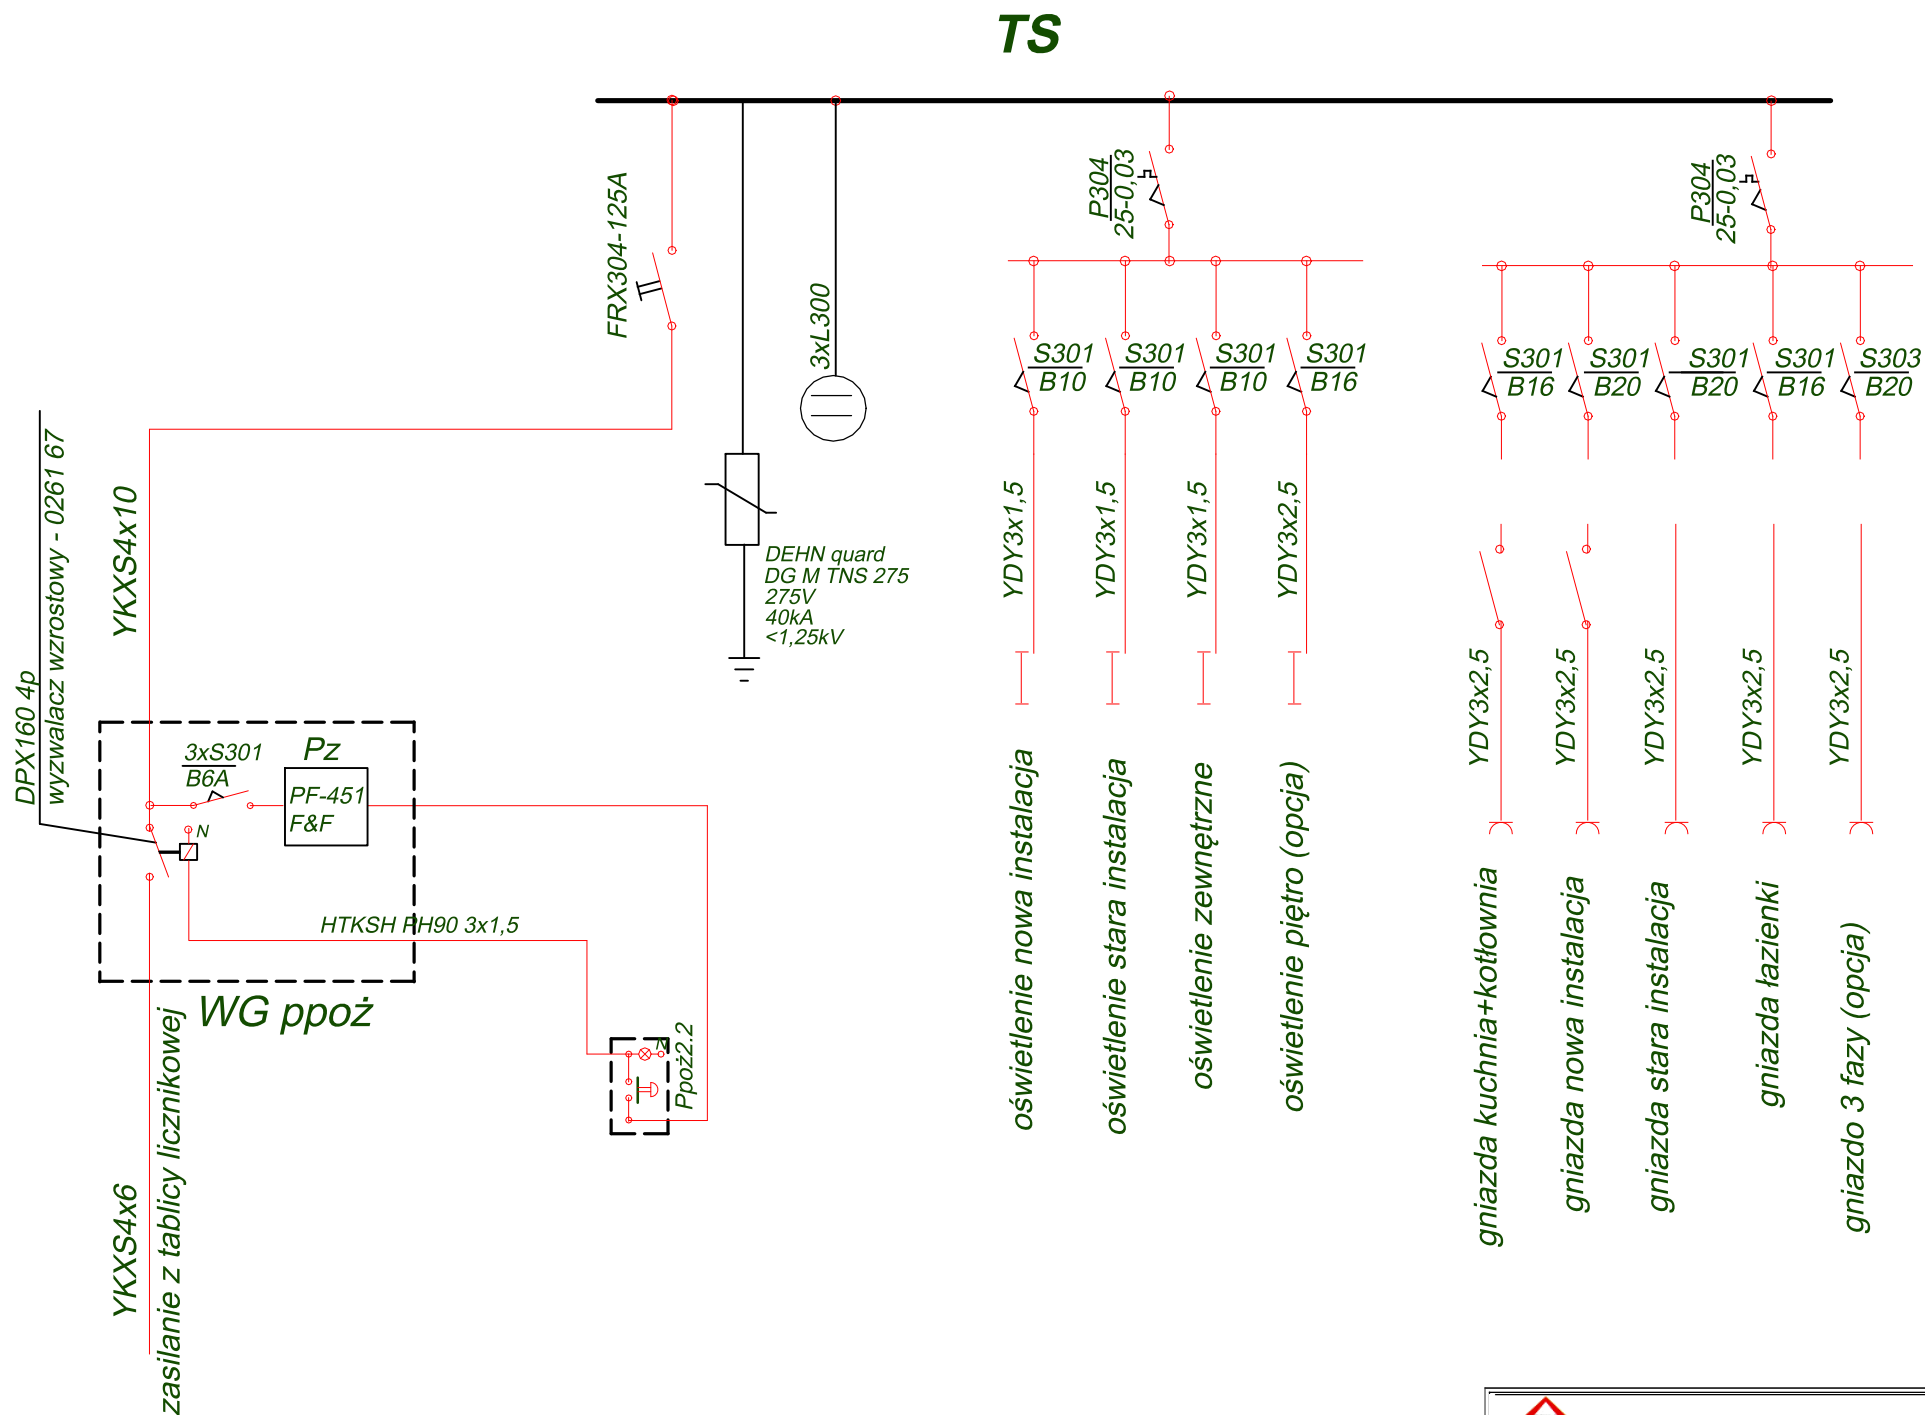 TS
FRX304-125A
3xL300
P304
25-0,03
P304
25-0,03
S301
B10
S301
B10
S301
B10
S301
B16
S301
B16
S301
B20
S301
B20
S301
B16
S303
B20
DPX160 4p
wyzwalacz wzrostowy - 0261 67
YKXS4x10
DEHN quard
DG M TNS 275
275V
40kA
<1,25kV
YDY3x1,5
YDY3x1,5
YDY3x1,5
YDY3x2,5
YDY3x2,5
YDY3x2,5
YDY3x2,5
YDY3x2,5
YDY3x2,5
3xS301
B6A
Pz
PF-451
F&F
N
HTKSH PH90 3x1,5
WG ppoż
N
Ppoż2.2
YKXS4x6
zasilanie z tablicy licznikowej
oświetlenie nowa instalacja
oświetlenie stara instalacja
oświetlenie zewnętrzne
oświetlenie piętro (opcja)
gniazda kuchnia+kotłownia
gniazda nowa instalacja
gniazda stara instalacja
gniazda łazienki
gniazdo 3 fazy (opcja)